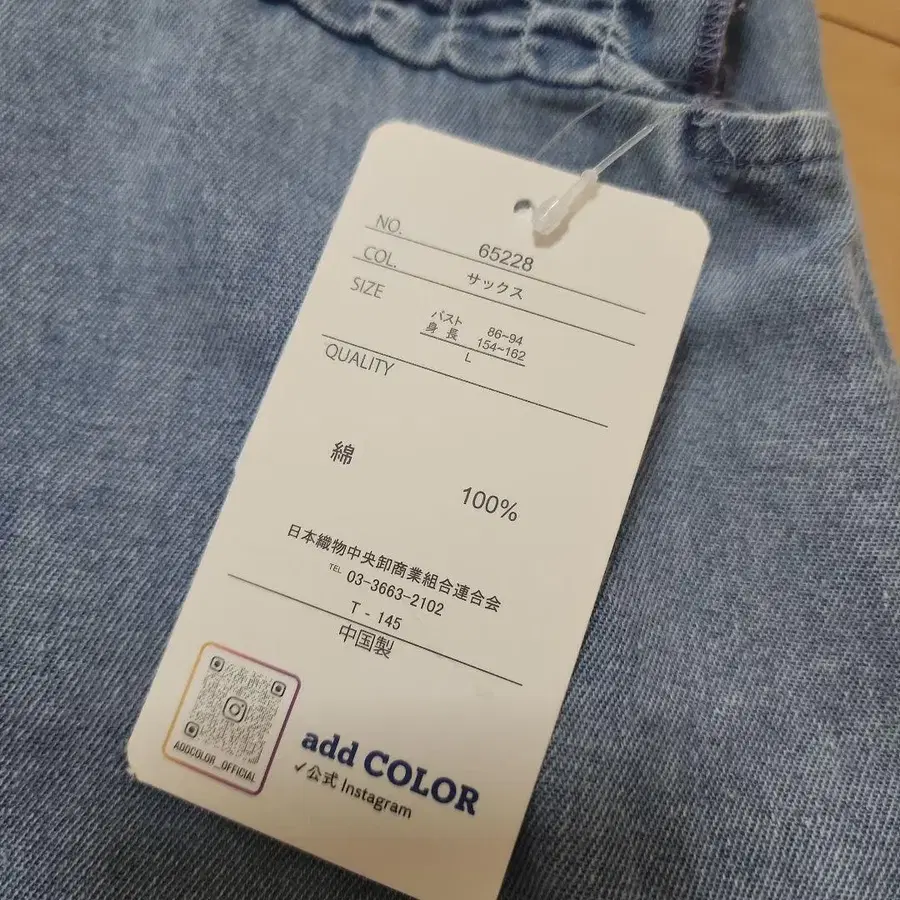 NO. 65228
COL. サックス
SIZE
バスト 86~94
身長 154~162
L
QUALITY
綿
100%
日本織物中央卸商業組合連合会
TEL 03-3663-2102
T - 145
中国製
ADDCOLOR_OFFICIAL
add COLOR
✓公式 Instagram